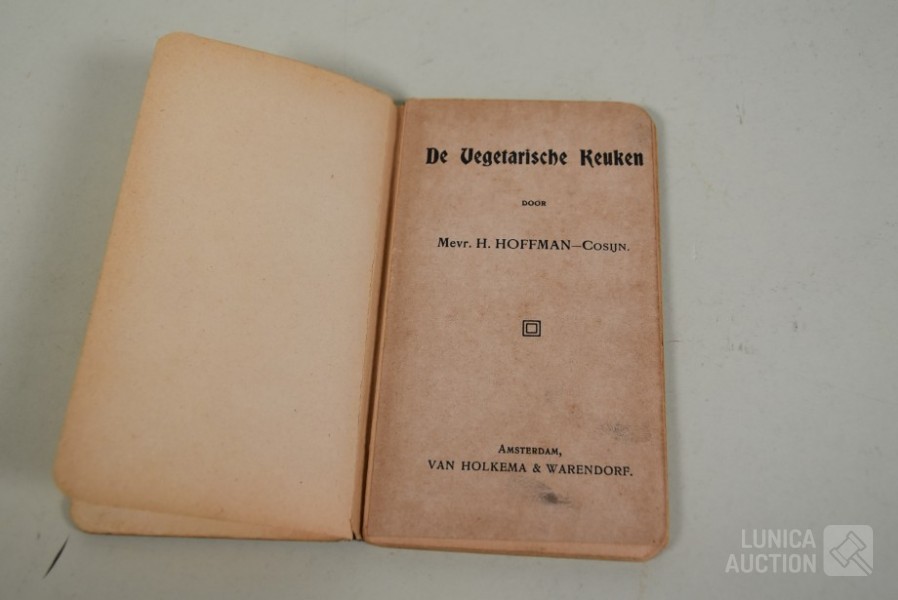 De Vegetarische Keuken
DOOR
Mevr. H. HOFFMAN—COSIJN.
AMSTERDAM,
VAN HOLKEMA & WARENDORF.
LUNICA
AUCTION